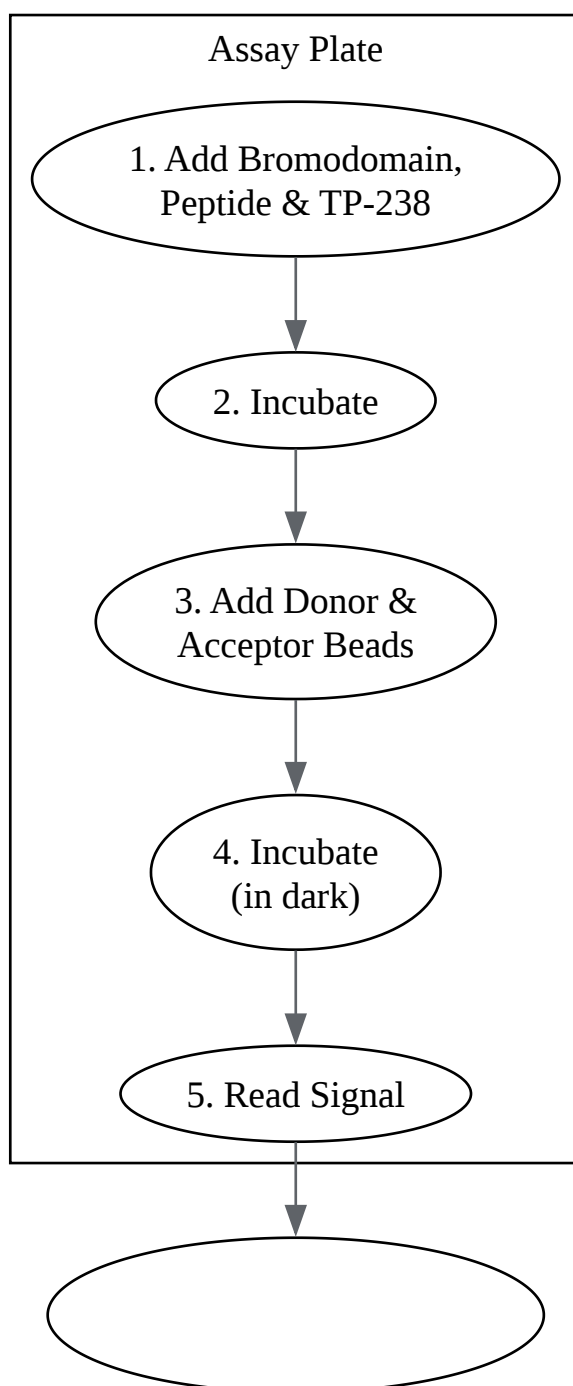 Assay Plate
1. Add Bromodomain,
Peptide & TP-238
2. Incubate
3. Add Donor &
Acceptor Beads
4. Incubate
(in dark)
5. Read Signal